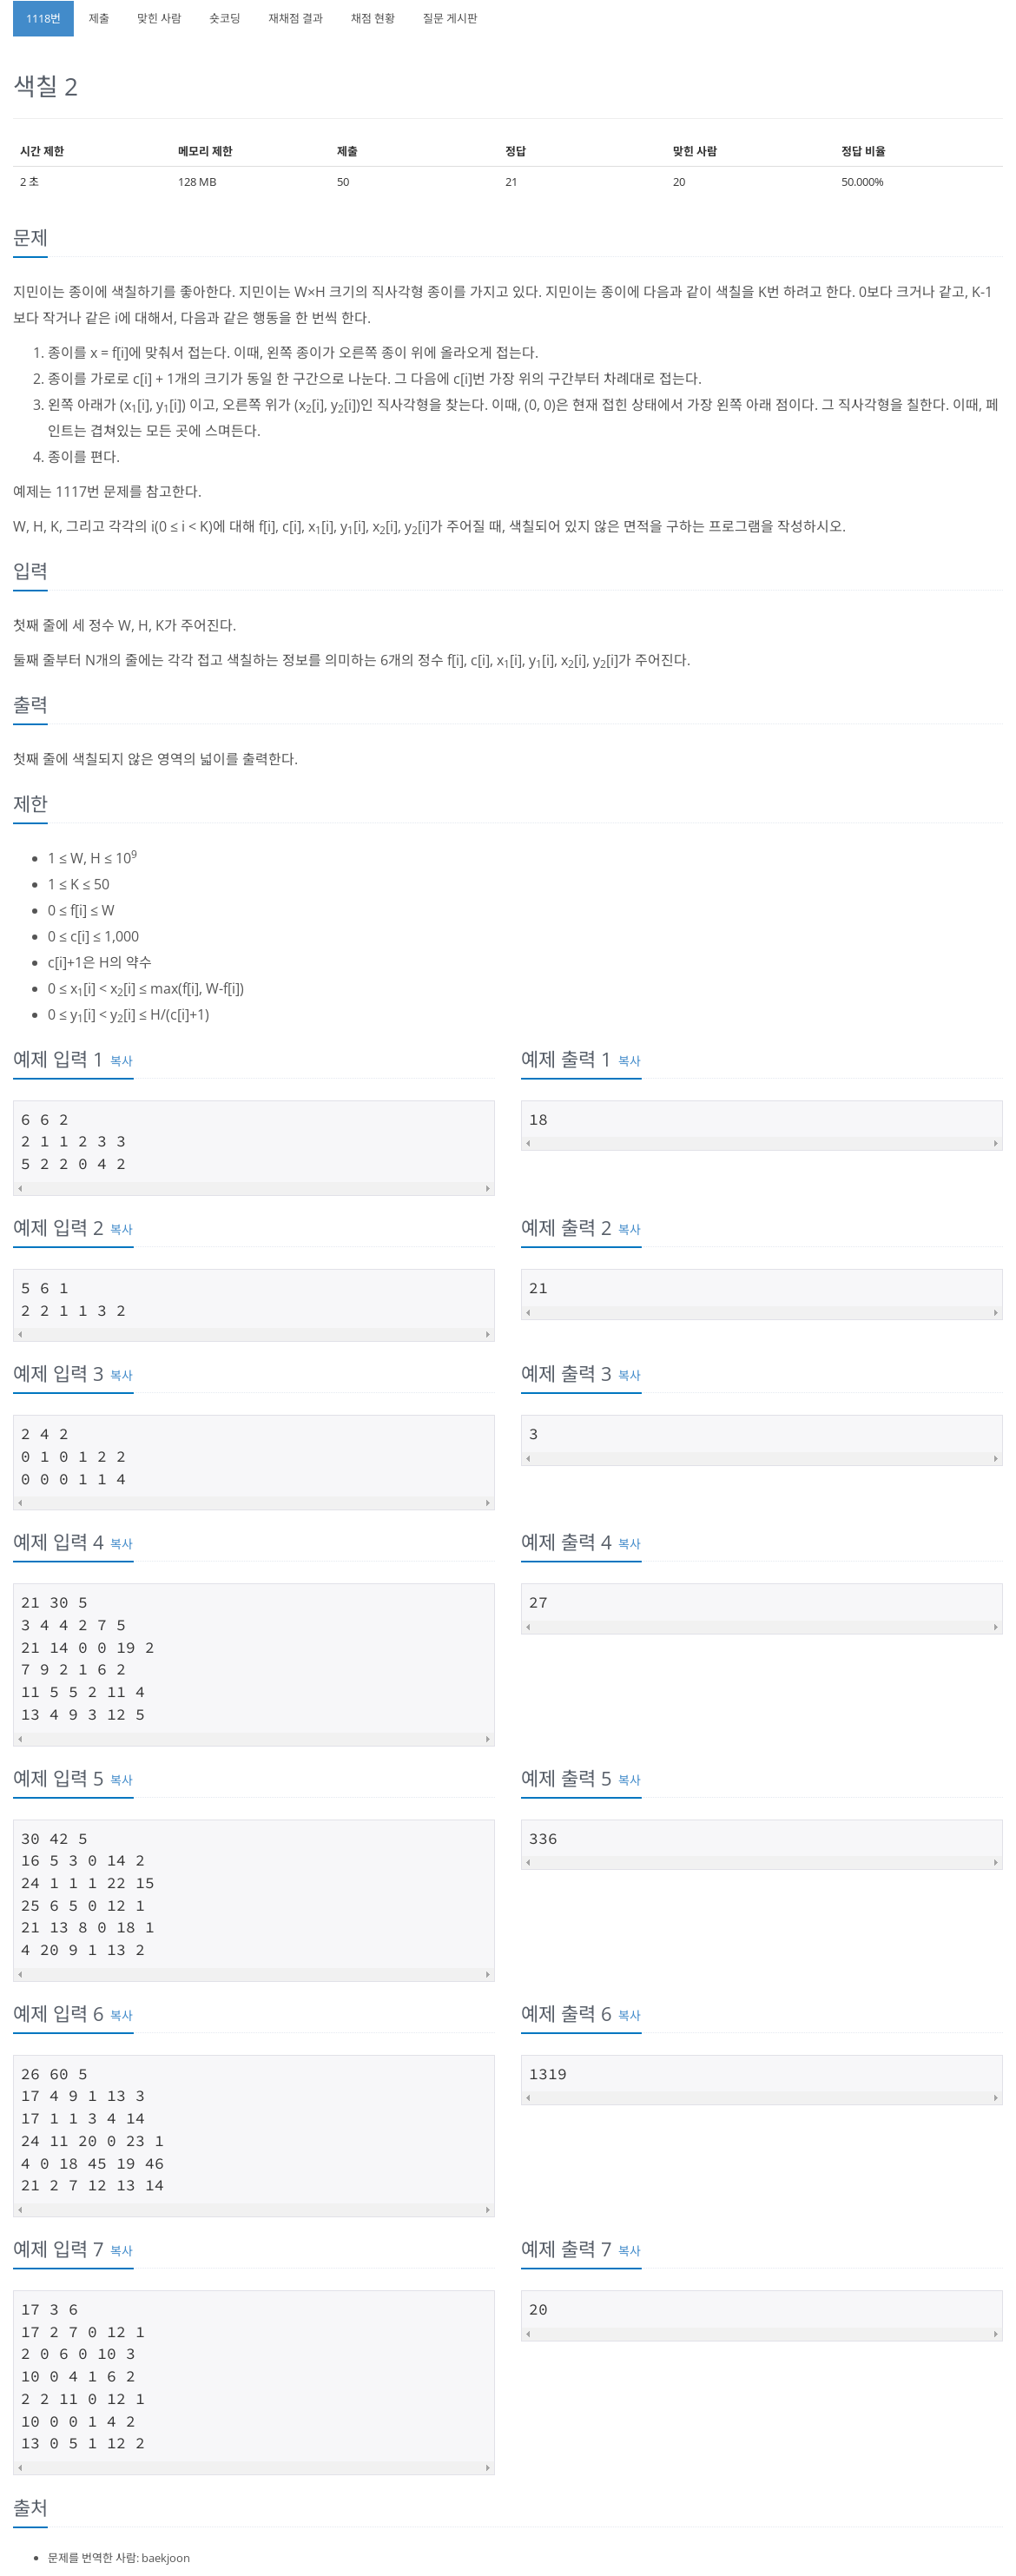 1118번 제출 맞힌 사람 숏코딩 재채점 결과 채점 현황 질문 게시판
색칠 2
시간 제한 메모리 제한 제출 정답 맞힌 사람 정답 비율
2 초 128 MB 50 21 20 50.000%
문제
지민이는 종이에 색칠하기를 좋아한다. 지민이는 W×H 크기의 직사각형 종이를 가지고 있다. 지민이는 종이에 다음과 같이 색칠을 K번 하려고 한다. 0보다 크거나 같고, K-1
보다 작거나 같은 i에 대해서, 다음과 같은 행동을 한 번씩 한다.
1. 종이를 x = f[i]에 맞춰서 접는다. 이때, 왼쪽 종이가 오른쪽 종이 위에 올라오게 접는다.
2. 종이를 가로로 c[i] + 1개의 크기가 동일 한 구간으로 나눈다. 그 다음에 c[i]번 가장 위의 구간부터 차례대로 접는다.
3. 왼쪽 아래가 (x₁[i], y₁[i]) 이고, 오른쪽 위가 (x₂[i], y₂[i])인 직사각형을 찾는다. 이때, (0, 0)은 현재 접힌 상태에서 가장 왼쪽 아래 점이다. 그 직사각형을 칠한다. 이때, 페
인트는 겹쳐있는 모든 곳에 스며든다.
4. 종이를 편다.
예제는 1117번 문제를 참고한다.
W, H, K, 그리고 각각의 i(0 ≤ i < K)에 대해 f[i], c[i], x₁[i], y₁[i], x₂[i], y₂[i]가 주어질 때, 색칠되어 있지 않은 면적을 구하는 프로그램을 작성하시오.
입력
첫째 줄에 세 정수 W, H, K가 주어진다.
둘째 줄부터 N개의 줄에는 각각 접고 색칠하는 정보를 의미하는 6개의 정수 f[i], c[i], x₁[i], y₁[i], x₂[i], y₂[i]가 주어진다.
출력
첫째 줄에 색칠되지 않은 영역의 넓이를 출력한다.
제한
• 1 ≤ W, H ≤ 10⁹
• 1 ≤ K ≤ 50
• 0 ≤ f[i] ≤ W
• 0 ≤ c[i] ≤ 1,000
• c[i]+1은 H의 약수
• 0 ≤ x₁[i] < x₂[i] ≤ max(f[i], W-f[i])
• 0 ≤ y₁[i] < y₂[i] ≤ H/(c[i]+1)
예제 입력 1 복사
6 6 2
2 1 1 2 3 3
5 2 2 0 4 2
예제 출력 1 복사
18
예제 입력 2 복사
5 6 1
2 2 1 1 3 2
예제 출력 2 복사
21
예제 입력 3 복사
2 4 2
0 1 0 1 2 2
0 0 0 1 1 4
예제 출력 3 복사
3
예제 입력 4 복사
21 30 5
3 4 4 2 7 5
21 14 0 0 19 2
7 9 2 1 6 2
11 5 5 2 11 4
13 4 9 3 12 5
예제 출력 4 복사
27
예제 입력 5 복사
30 42 5
16 5 3 0 14 2
24 1 1 1 22 15
25 6 5 0 12 1
21 13 8 0 18 1
4 20 9 1 13 2
예제 출력 5 복사
336
예제 입력 6 복사
26 60 5
17 4 9 1 13 3
17 1 1 3 4 14
24 11 20 0 23 1
4 0 18 45 19 46
21 2 7 12 13 14
예제 출력 6 복사
1319
예제 입력 7 복사
17 3 6
17 2 7 0 12 1
2 0 6 0 10 3
10 0 4 1 6 2
2 2 11 0 12 1
10 0 0 1 4 2
13 0 5 1 12 2
예제 출력 7 복사
20
출처
• 문제를 번역한 사람: baekjoon